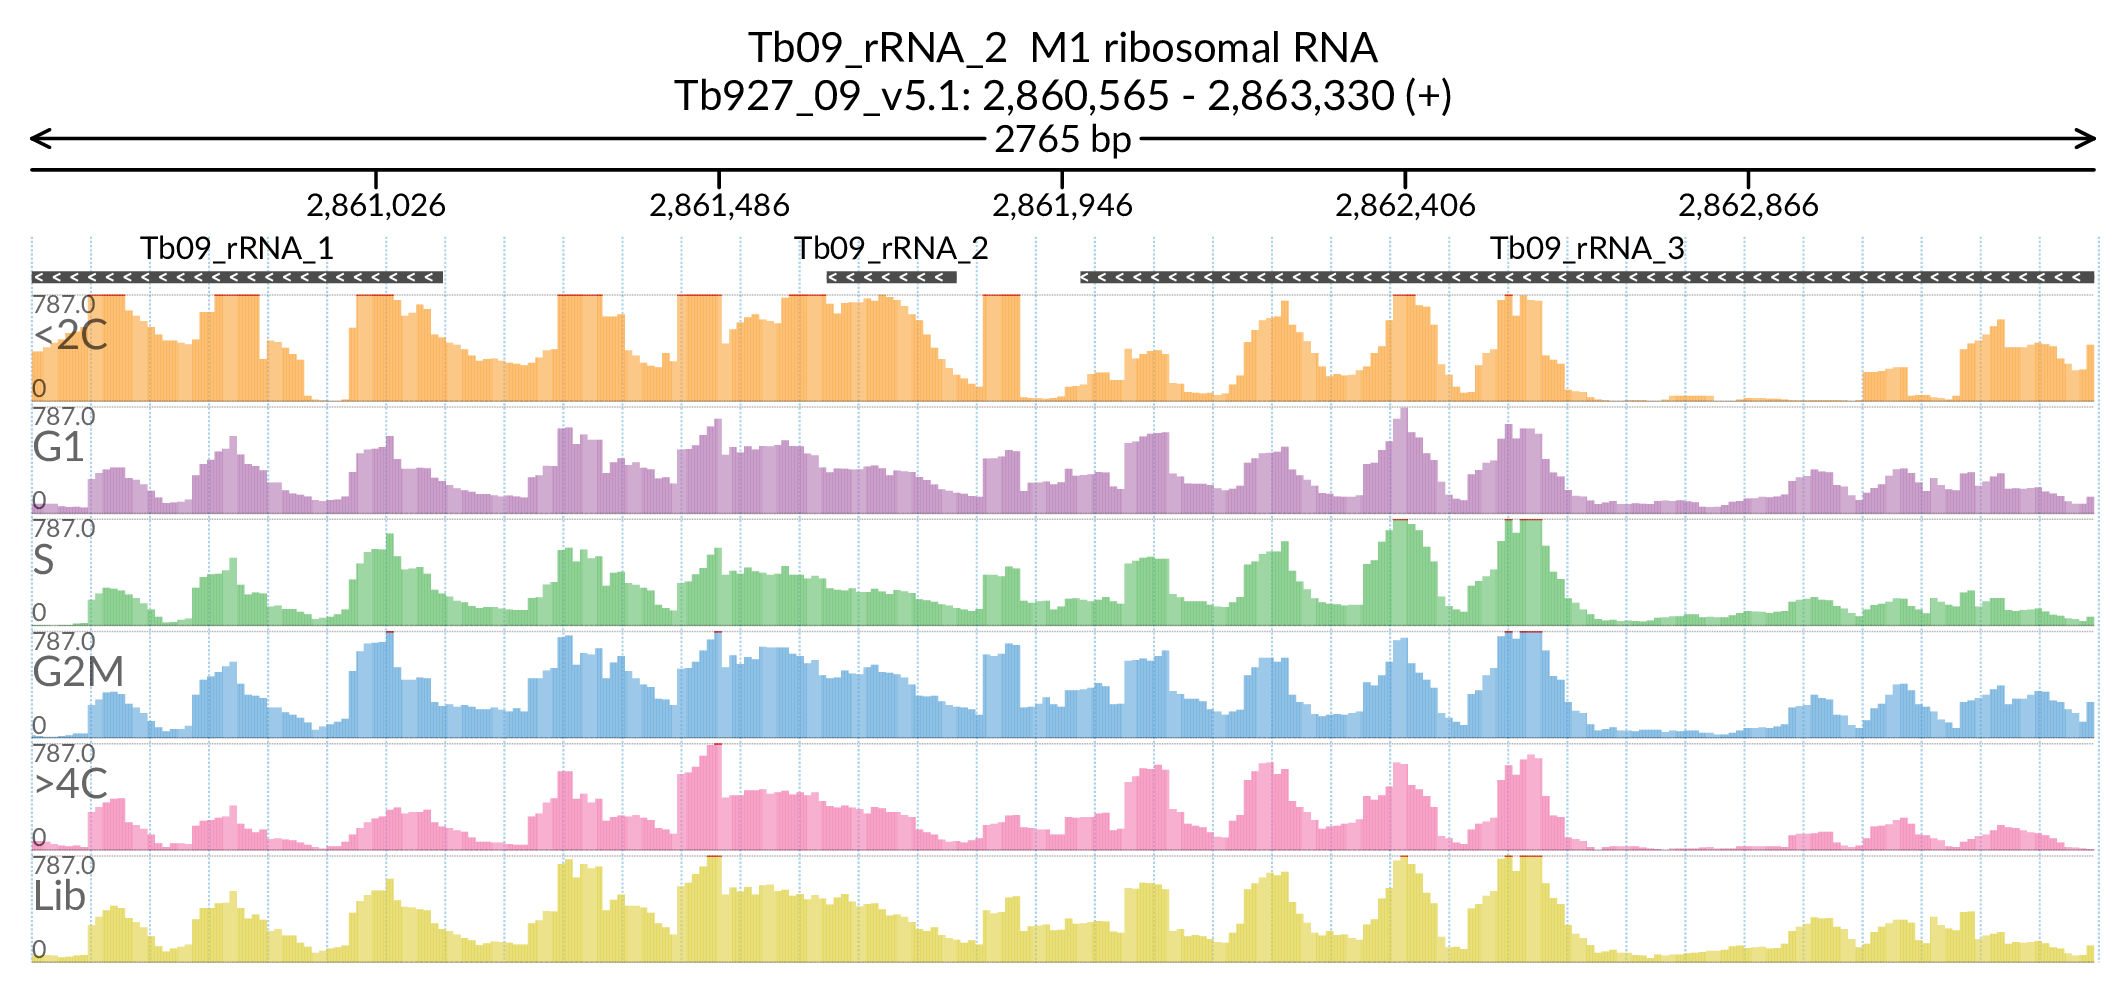 Tb09_rRNA_2 M1 ribosomal RNA
Tb927_09_v5.1: 2,860,565 - 2,863,330 (+)
2765 bp
2,861,026 2,861,486 2,861,946 2,862,406 2,862,866
Tb09_rRNA_1 Tb09_rRNA_2 Tb09_rRNA_3
787.0
<2C
0
787.0
G1
0
787.0
S
0
787.0
G2M
0
787.0
>4C
0
787.0
Lib
0